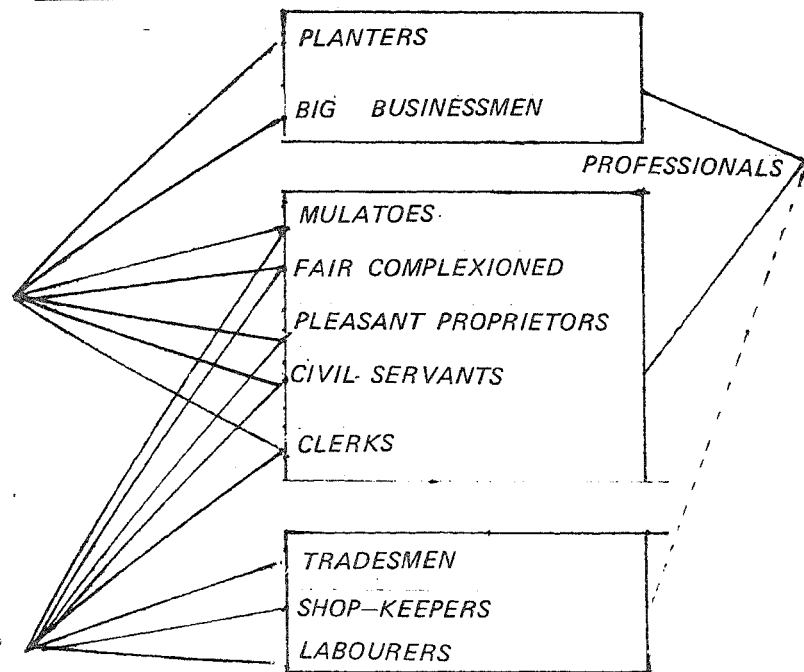 PLANTERS
BIG BUSINESSMEN
PROFESSIONALS
MULATOES
FAIR COMPLEXIONED
PLEASANT PROPRIETORS
CIVIL SERVANTS
CLERKS
TRADESMEN
SHOP-KEEPERS
LABOURERS